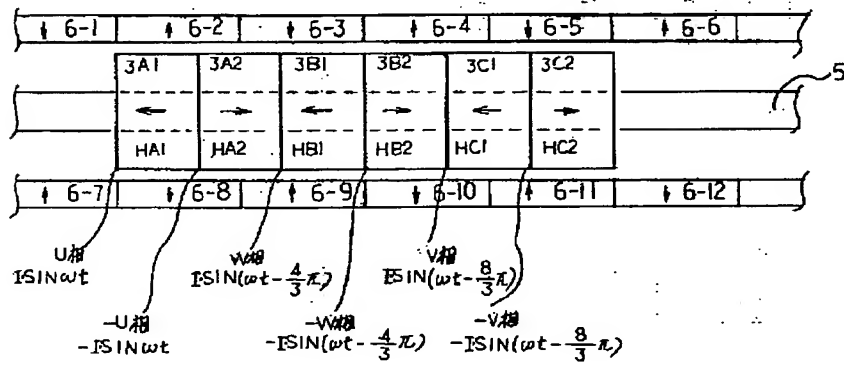 6-1 6-2 6-3 6-4 6-5 6-6
3A1 3A2 3B1 3B2 3C1 3C2
5
HA1 HA2 HB1 HB2 HC1 HC2
6-7 6-8 6-9 6-10 6-11 6-12
U相 W相 V相
ISINωt ISIN(ωt-4/3π) ISIN(ωt-8/3π)
-U相 -W相 -V相
-ISINωt -ISIN(ωt-4/3π) -ISIN(ωt-8/3π)